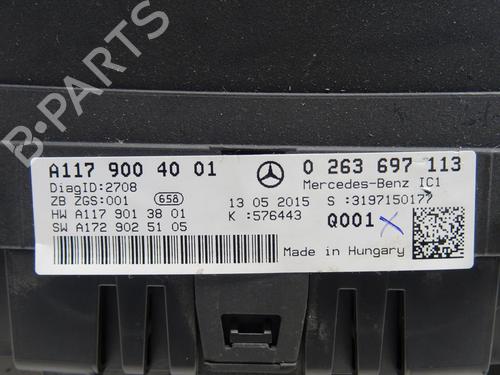 B-PARTS
A117 900 40 01
0 263 697 113
DiagID:2708
Mercedes-Benz IC1
ZB ZGS:001
658
13 05 2015
S :3197150177
HW A117 901 38 01
K :576443
Q001 X
SW A172 902 51 05
Made in Hungary